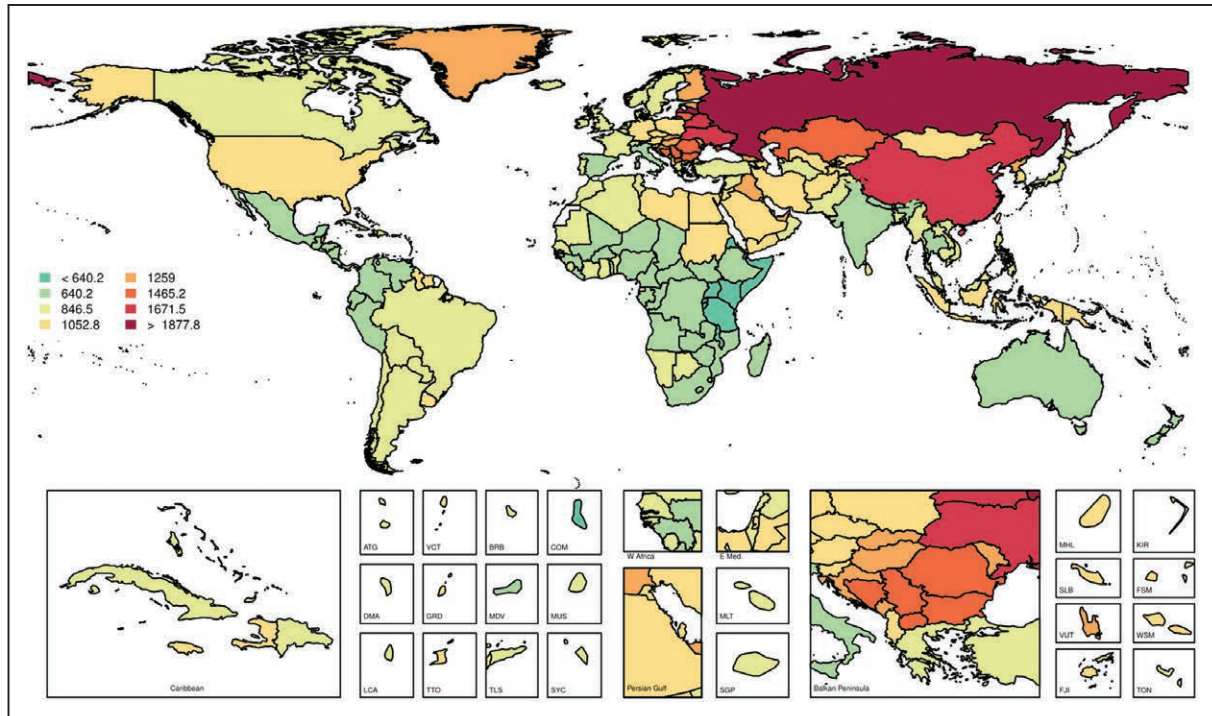 < 640.2 1259
640.2 1465.2
846.5 1671.5
1052.8 > 1877.8
ATG VCT BRB COM
W Africa E Med.
MHL KIR
DMA GRD MDV MUS
MLT
SLB FSM
VUT WSM
LCA TTO TLS SYC
Caribbean Persian Gulf SGP Balkan Peninsula FJI TON